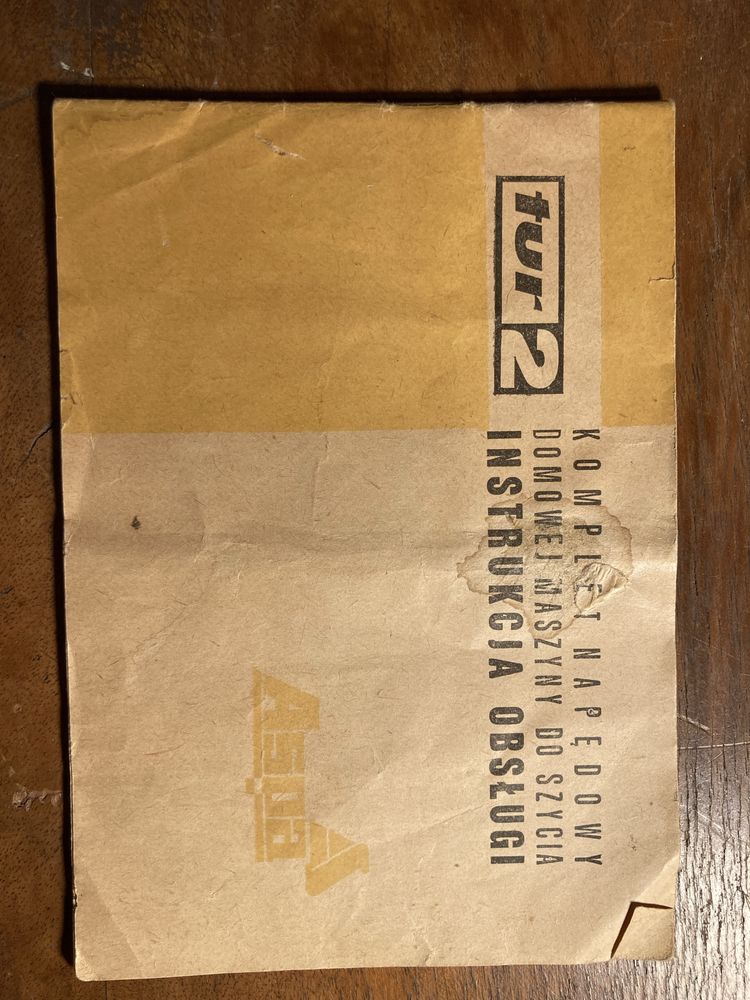 tur 2
KOMPLET NAPĘDOWY
DOMOWEJ MASZYNY DO SZYCIA
INSTRUKCJA OBSŁUGI
Aspa